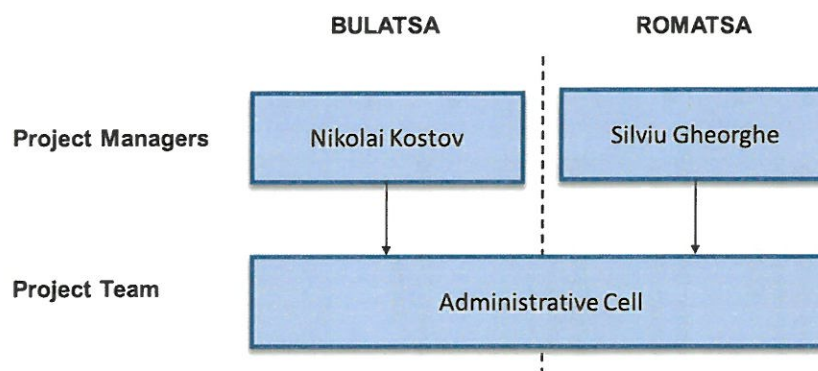 BULATSA
ROMATSA
Project Managers
Nikolai Kostov
Silviu Gheorghe
Project Team
Administrative Cell